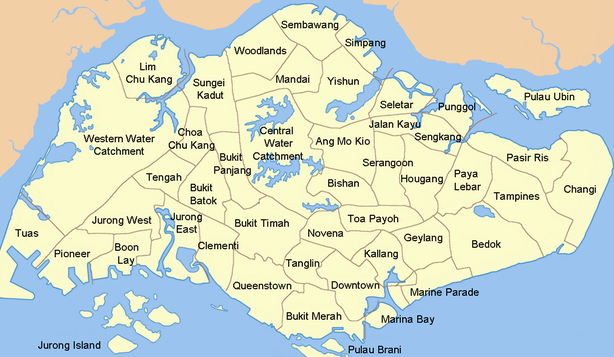 Sembawang
Simpang
Woodlands
Lim
Chu Kang
Mandai
Yishun
Sungei
Kadut
Seletar
Punggol
Pulau Ubin
Jalan Kayu
Sengkang
Western Water
Catchment
Choa
Chu Kang
Central
Water
Catchment
Ang Mo Kio
Serangoon
Pasir Ris
Bukit
Panjang
Tengah
Bishan
Hougang
Paya
Lebar
Changi
Bukit
Batok
Tampines
Jurong West
Jurong
East
Bukit Timah
Toa Payoh
Tuas
Pioneer
Boon
Lay
Clementi
Novena
Geylang
Bedok
Kallang
Tanglin
Queenstown
Downtown
Marine Parade
Bukit Merah
Marina Bay
Jurong Island
Pulau Brani